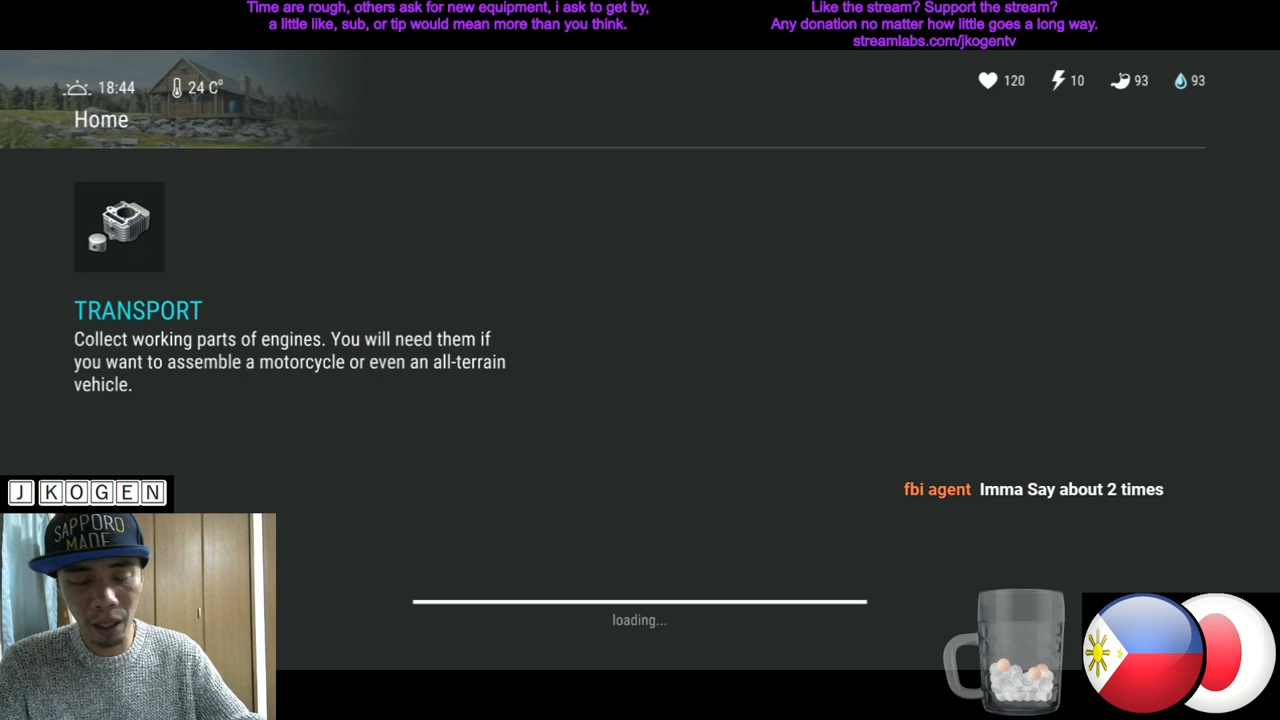 Time are rough, others ask for new equipment, i ask to get by,
a little like, sub, or tip would mean more than you think.
Like the stream? Support the stream?
Any donation no matter how little goes a long way.
streamlabs.com/jkogentv
18:44
24 C°
120
10
93
93
Home
TRANSPORT
Collect working parts of engines. You will need them if
you want to assemble a motorcycle or even an all-terrain
vehicle.
J KOGEN
fbi agent Imma Say about 2 times
SAPPORO
MADE
loading...